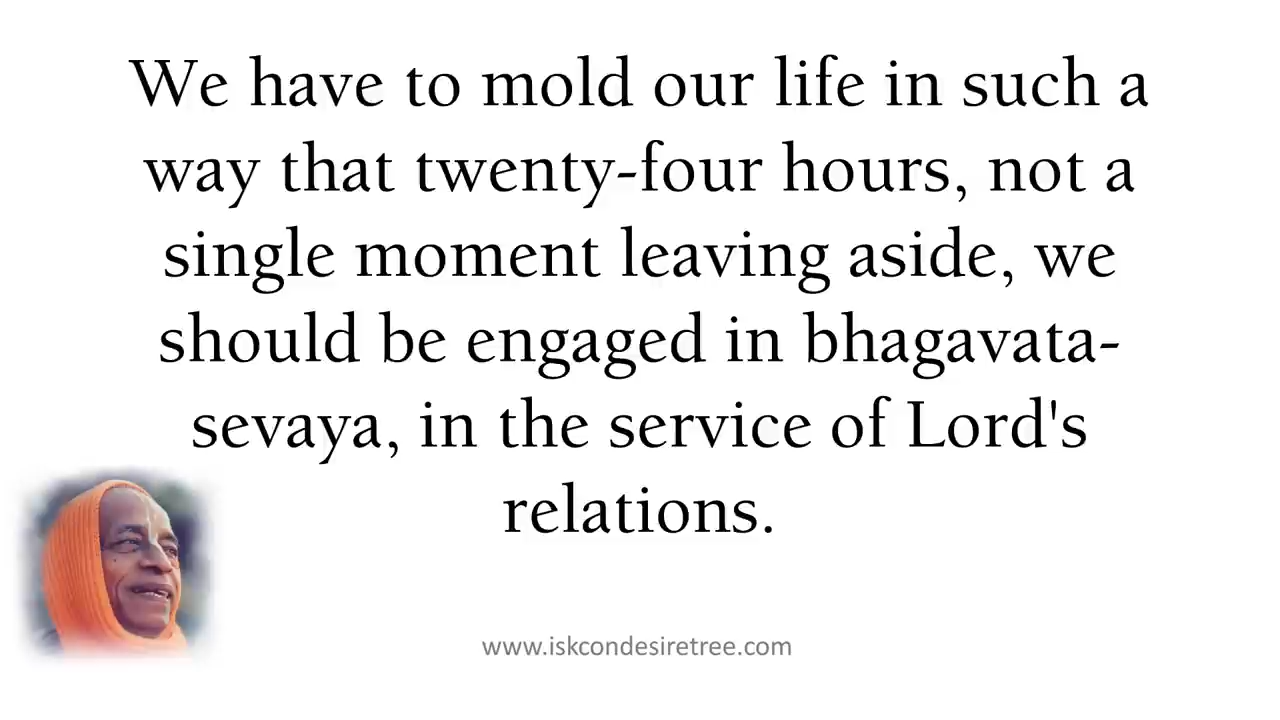 We have to mold our life in such a
way that twenty-four hours, not a
single moment leaving aside, we
should be engaged in bhagavata-
sevaya, in the service of Lord's
relations.
www.iskcondesiretree.com